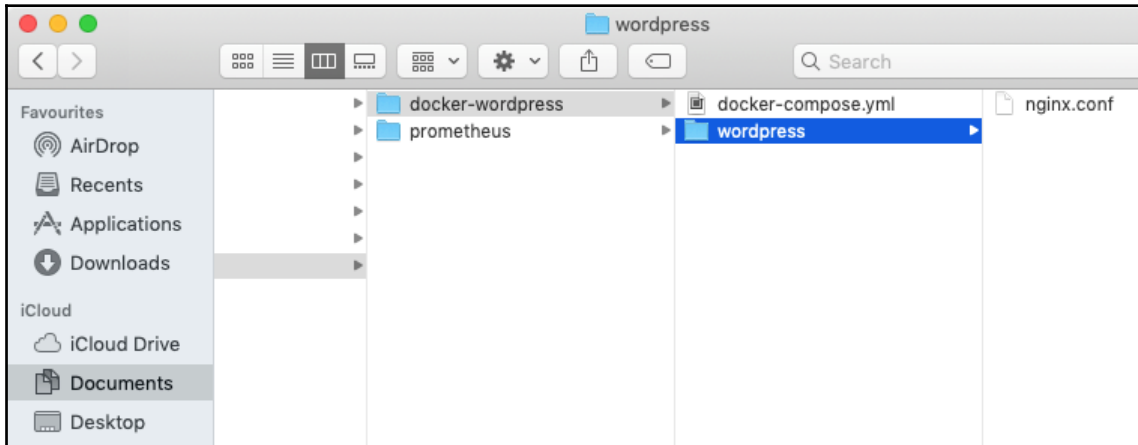 wordpress
Search
Favourites
AirDrop
Recents
Applications
Downloads
iCloud
iCloud Drive
Documents
Desktop
docker-wordpress
prometheus
docker-compose.yml
wordpress
nginx.conf